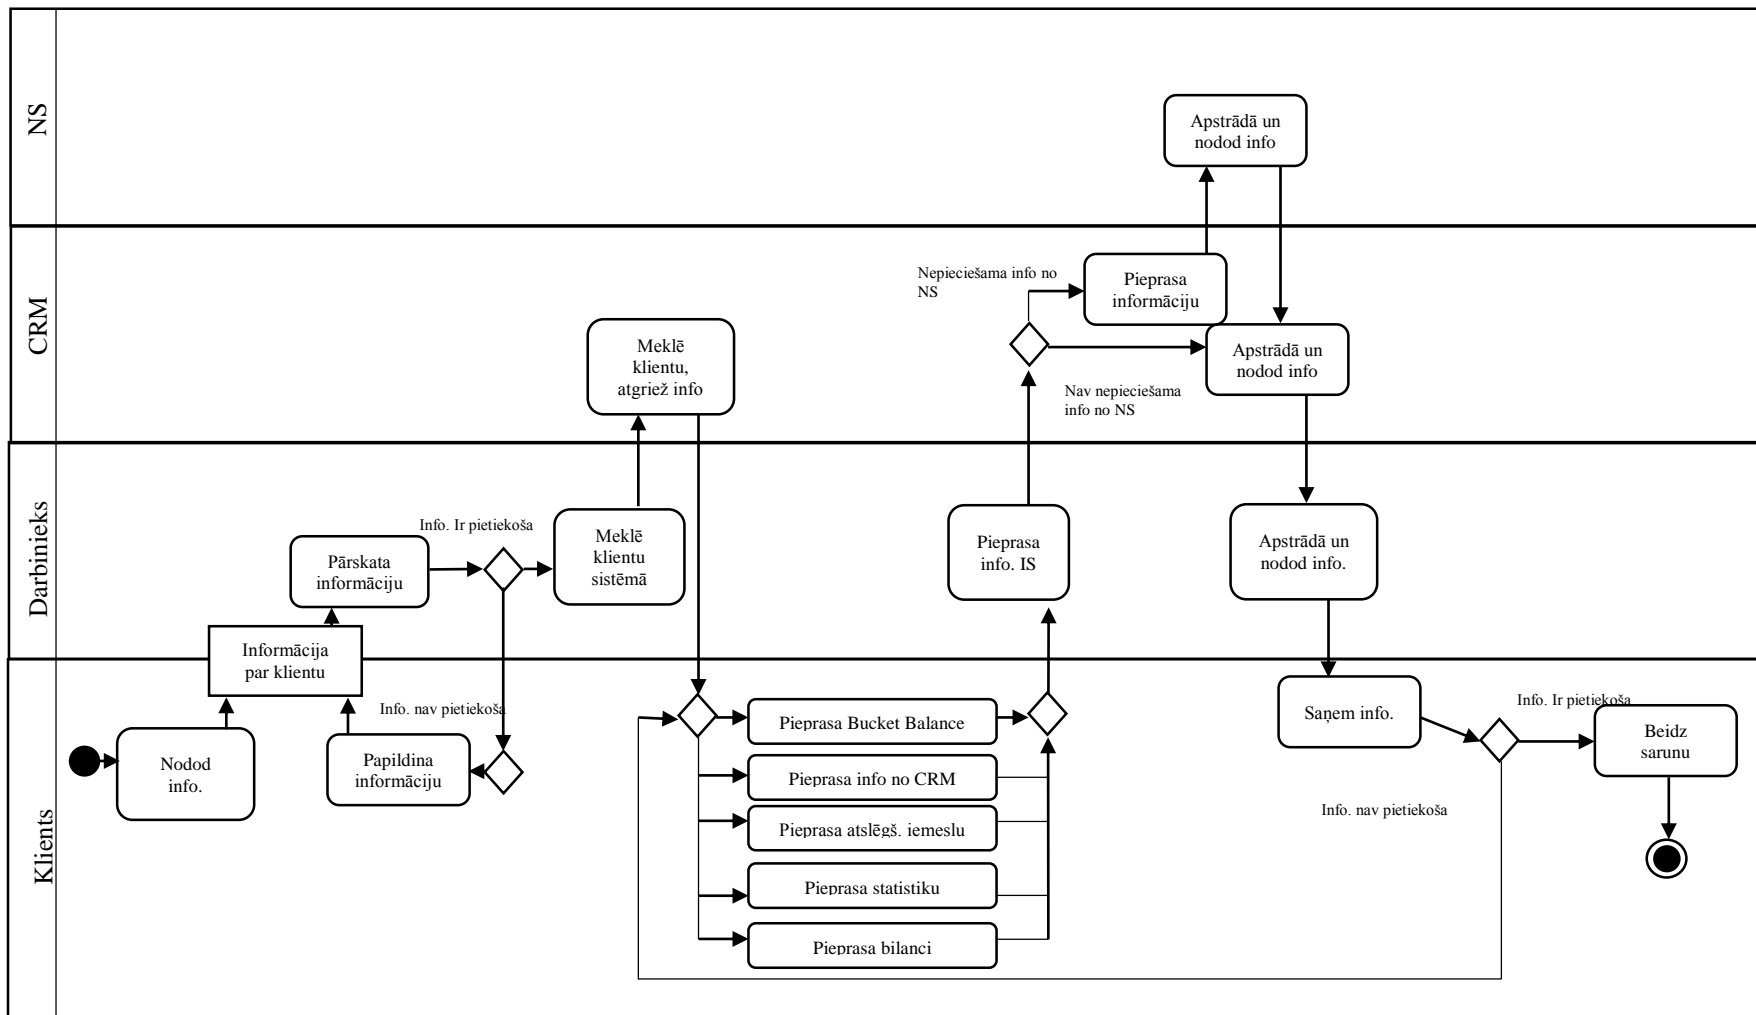 NS
Apstrādā un
nodod info
CRM
Nepieciešama info no
NS
Pieprasa
informāciju
Meklē
klientu,
atgriež info
Apstrādā un
nodod info
Nav nepieciešama
info no NS
Darbinieks
Info. Ir pietiekoša
Pārskata
informāciju
Meklē
klientu
sistēmā
Pieprasa
info. IS
Apstrādā un
nodod info.
Informācija
par klientu
Klients
Info. nav pietiekoša
Nodod
info.
Papildina
informāciju
Pieprasa Bucket Balance
Pieprasa info no CRM
Pieprasa atslēgš. iemeslu
Pieprasa statistiku
Pieprasa bilanci
Saņem info.
Info. Ir pietiekoša
Beidz
sarunu
Info. nav pietiekoša